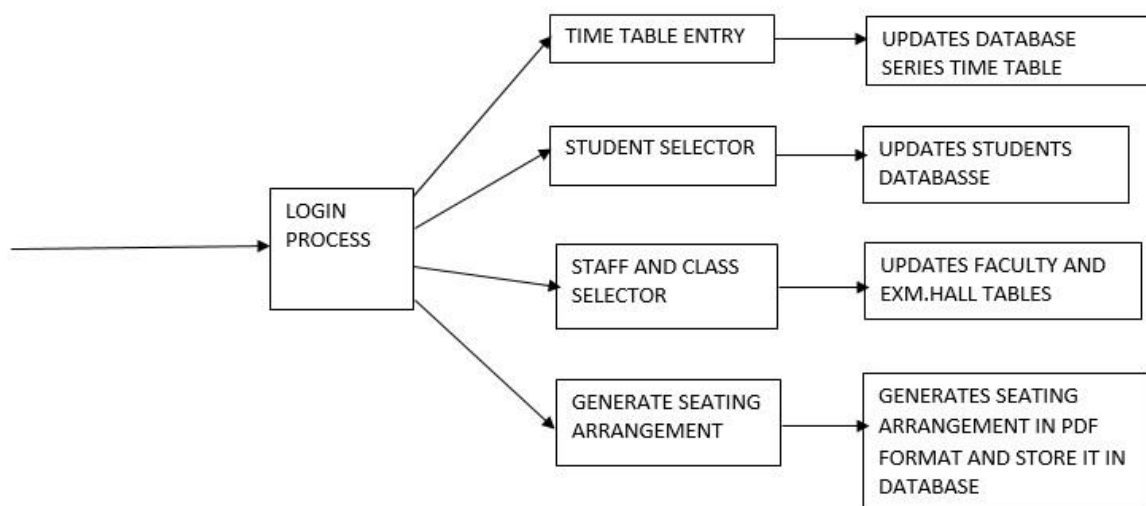 TIME TABLE ENTRY
UPDATES DATABASE
SERIES TIME TABLE
STUDENT SELECTOR
UPDATES STUDENTS
DATABASSE
LOGIN
PROCESS
STAFF AND CLASS
SELECTOR
UPDATES FACULTY AND
EXM.HALL TABLES
GENERATE SEATING
ARRANGEMENT
GENERATES SEATING
ARRANGEMENT IN PDF
FORMAT AND STORE IT IN
DATABASE